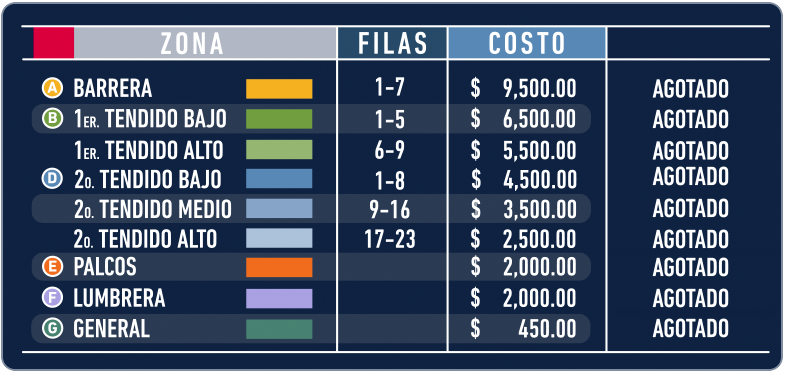 ZONA FILAS COSTO
A BARRERA 1-7 $ 9,500.00 AGOTADO
B 1ER. TENDIDO BAJO 1-5 $ 6,500.00 AGOTADO
1ER. TENDIDO ALTO 6-9 $ 5,500.00 AGOTADO
D 2O. TENDIDO BAJO 1-8 $ 4,500.00 AGOTADO
2O. TENDIDO MEDIO 9-16 $ 3,500.00 AGOTADO
2O. TENDIDO ALTO 17-23 $ 2,500.00 AGOTADO
E PALCOS $ 2,000.00 AGOTADO
F LUMBRERA $ 2,000.00 AGOTADO
G GENERAL $ 450.00 AGOTADO